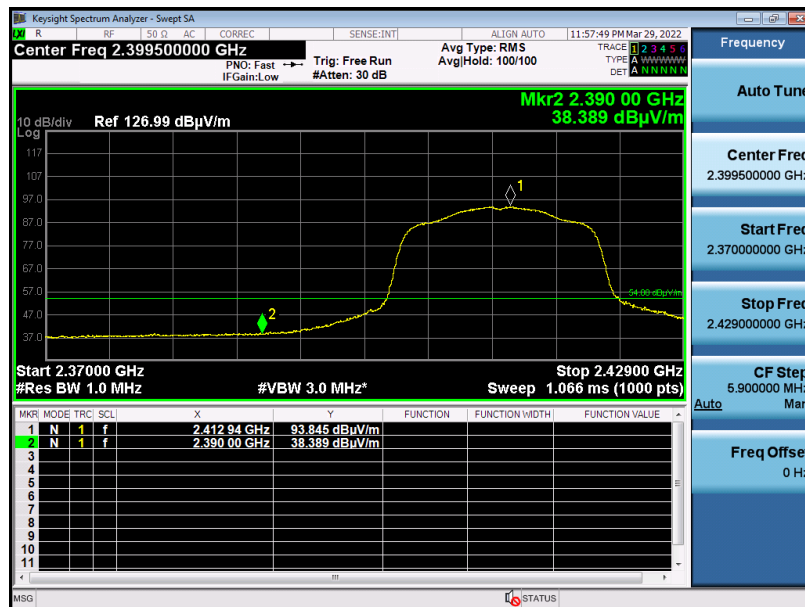 Keysight Spectrum Analyzer - Swept SA
LXI R RF 50 Ω AC CORREC SENSE:INT ALIGN AUTO 11:57:49 PM Mar 29, 2022
Center Freq 2.399500000 GHz
PNO: Fast
IFGain:Low
Trig: Free Run
#Atten: 30 dB
Avg Type: RMS
Avg|Hold: 100/100
TRACE 1 2 3 4 5 6
TYPE A W W W W W
DET A N N N N N
Mkr2 2.390 00 GHz
38.389 dBµV/m
10 dB/div Ref 126.99 dBµV/m
Log
117
107
97.0
87.0
77.0
67.0
57.0
47.0
37.0
1
2
54.00 dBµV/m
Start 2.37000 GHz Stop 2.42900 GHz
#Res BW 1.0 MHz #VBW 3.0 MHz* Sweep 1.066 ms (1000 pts)
MKR MODE TRC SCL X Y FUNCTION FUNCTION WIDTH FUNCTION VALUE
1 N 1 f 2.412 94 GHz 93.845 dBµV/m
2 N 1 f 2.390 00 GHz 38.389 dBµV/m
3
4
5
6
7
8
9
10
11
MSG STATUS
Frequency
Auto Tune
Center Freq
2.399500000 GHz
Start Freq
2.370000000 GHz
Stop Freq
2.429000000 GHz
CF Step
5.900000 MHz
Auto Man
Freq Offset
0 Hz